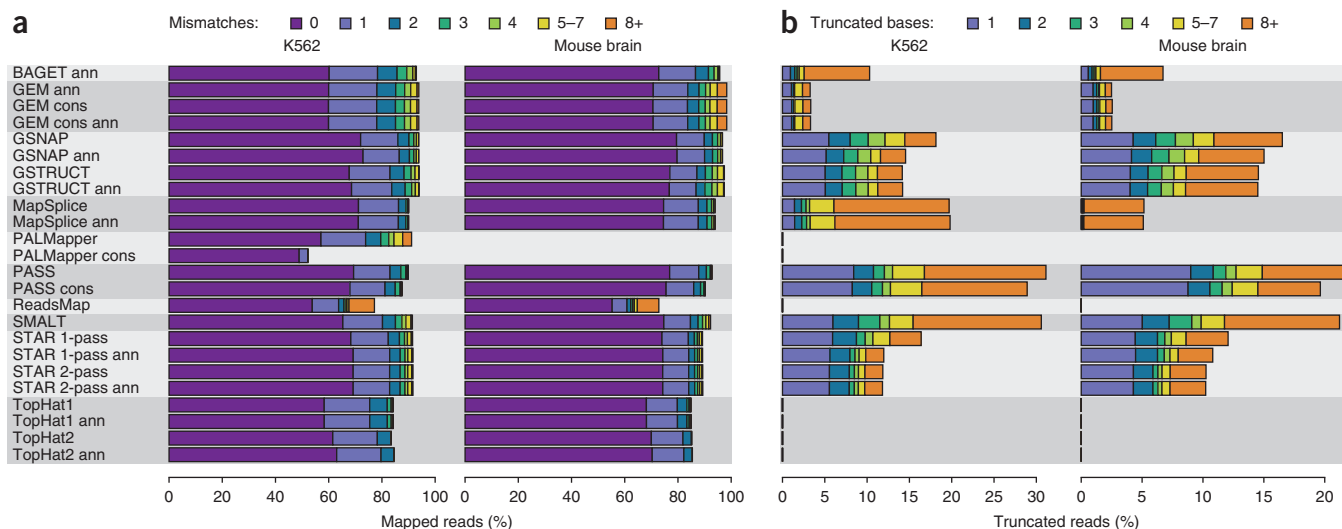 a
Mismatches: 0 1 2 3 4 5–7 8+
K562 Mouse brain
b
Truncated bases: 1 2 3 4 5–7 8+
K562 Mouse brain
BAGET ann
GEM ann
GEM cons
GEM cons ann
GSNAP
GSNAP ann
GSTRUCT
GSTRUCT ann
MapSplice
MapSplice ann
PALMapper
PALMapper cons
PASS
PASS cons
ReadsMap
SMALT
STAR 1-pass
STAR 1-pass ann
STAR 2-pass
STAR 2-pass ann
TopHat1
TopHat1 ann
TopHat2
TopHat2 ann
0 20 40 60 80 100 0 20 40 60 80 100
Mapped reads (%)
0 5 10 15 20 25 30 0 5 10 15 20
Truncated reads (%)